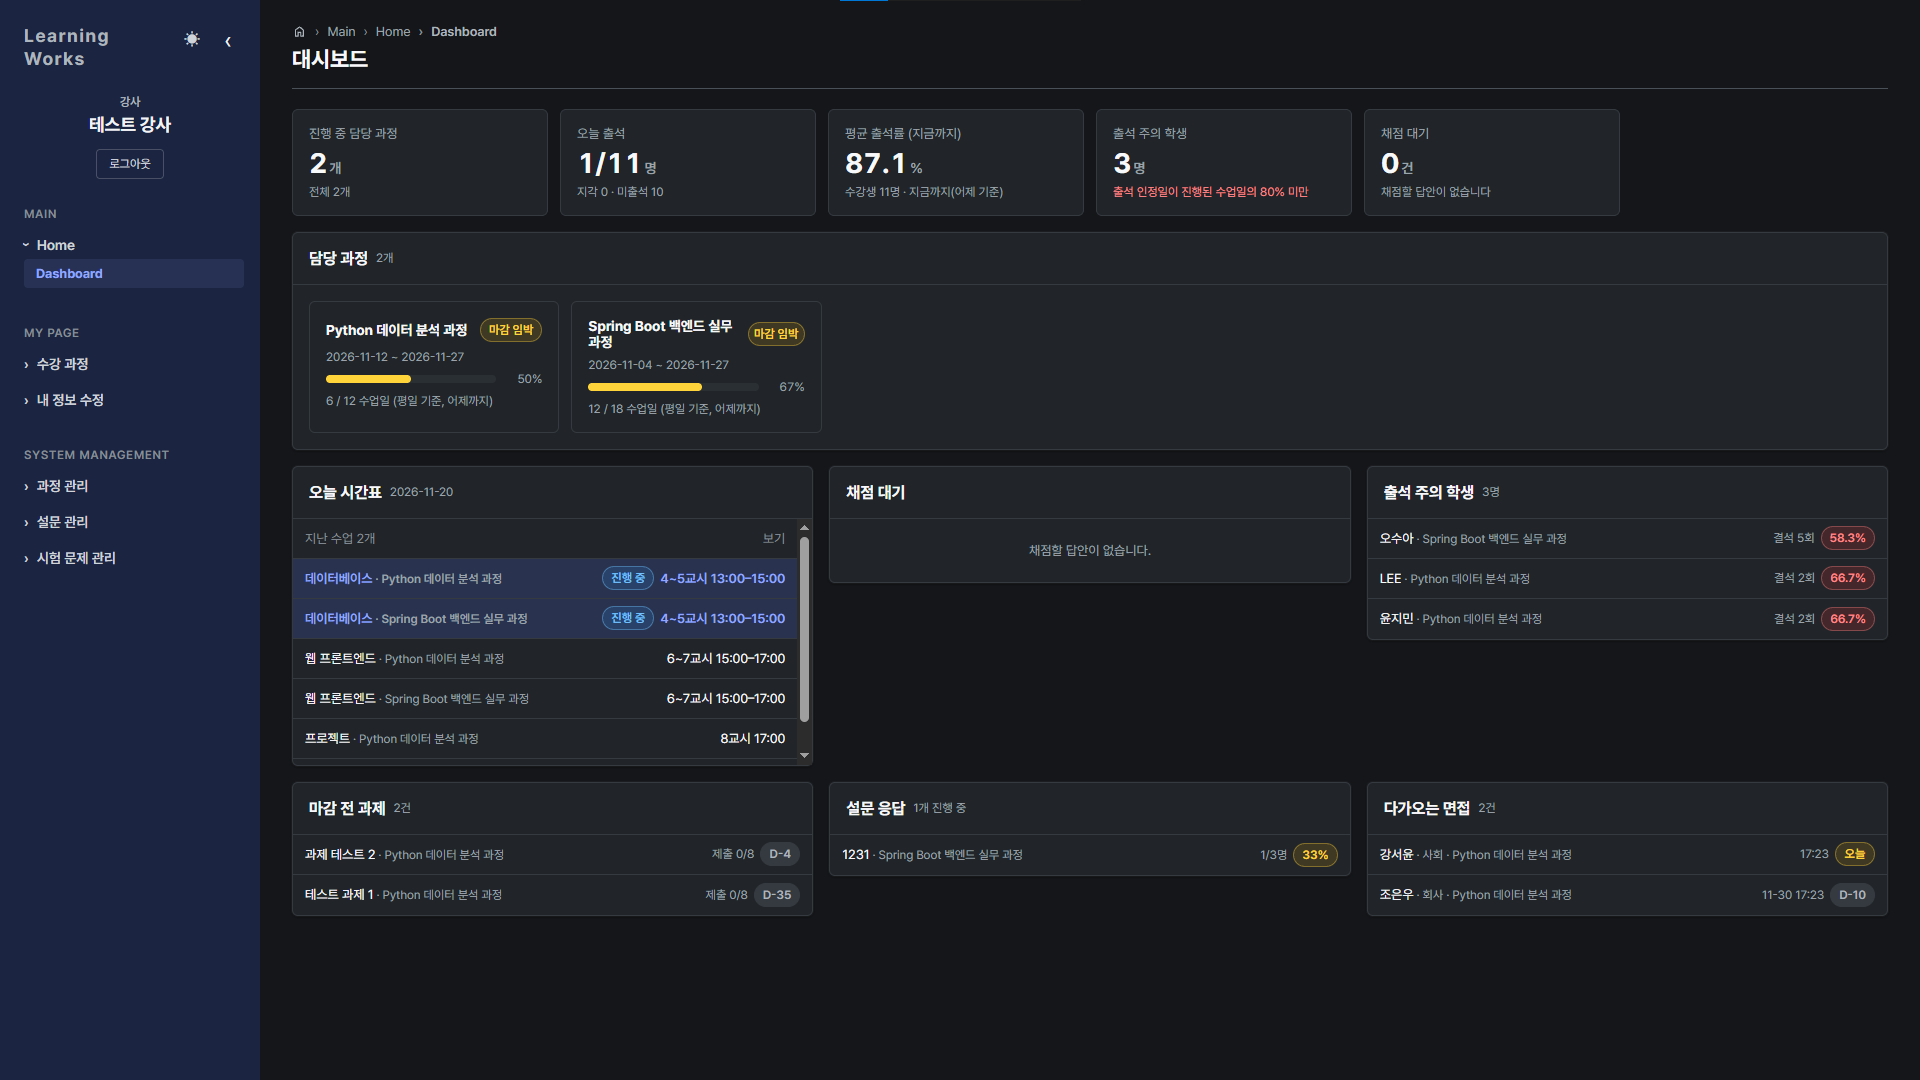 Learning
Works
강사
테스트 강사
로그아웃
MAIN
Home
Dashboard
MY PAGE
수강 과정
내 정보 수정
SYSTEM MANAGEMENT
과정 관리
설문 관리
시험 문제 관리
› Main › Home › Dashboard
대시보드
진행 중 담당 과정
2개
전체 2개
오늘 출석
1/11 명
지각 0 · 미출석 10
평균 출석률 (지금까지)
87.1 %
수강생 11명 · 지금까지(어제 기준)
출석 주의 학생
3명
출석 인정일이 진행된 수업일의 80% 미만
채점 대기
0건
채점할 답안이 없습니다
담당 과정 2개
Python 데이터 분석 과정 마감 임박
2026-11-12 ~ 2026-11-27
50%
6 / 12 수업일 (평일 기준, 어제까지)
Spring Boot 백엔드 실무
과정
마감 임박
2026-11-04 ~ 2026-11-27
67%
12 / 18 수업일 (평일 기준, 어제까지)
오늘 시간표 2026-11-20
지난 수업 2개 보기
데이터베이스 · Python 데이터 분석 과정 진행 중 4~5교시 13:00–15:00
데이터베이스 · Spring Boot 백엔드 실무 과정 진행 중 4~5교시 13:00–15:00
웹 프론트엔드 · Python 데이터 분석 과정 6~7교시 15:00–17:00
웹 프론트엔드 · Spring Boot 백엔드 실무 과정 6~7교시 15:00–17:00
프로젝트 · Python 데이터 분석 과정 8교시 17:00
채점 대기
채점할 답안이 없습니다.
출석 주의 학생 3명
오수아 · Spring Boot 백엔드 실무 과정 결석 5회 58.3%
LEE · Python 데이터 분석 과정 결석 2회 66.7%
윤지민 · Python 데이터 분석 과정 결석 2회 66.7%
마감 전 과제 2건
과제 테스트 2 · Python 데이터 분석 과정 제출 0/8 D-4
테스트 과제 1 · Python 데이터 분석 과정 제출 0/8 D-35
설문 응답 1개 진행 중
1231 · Spring Boot 백엔드 실무 과정 1/3명 33%
다가오는 면접 2건
강서윤 · 사회 · Python 데이터 분석 과정 17:23 오늘
조은우 · 회사 · Python 데이터 분석 과정 11-30 17:23 D-10